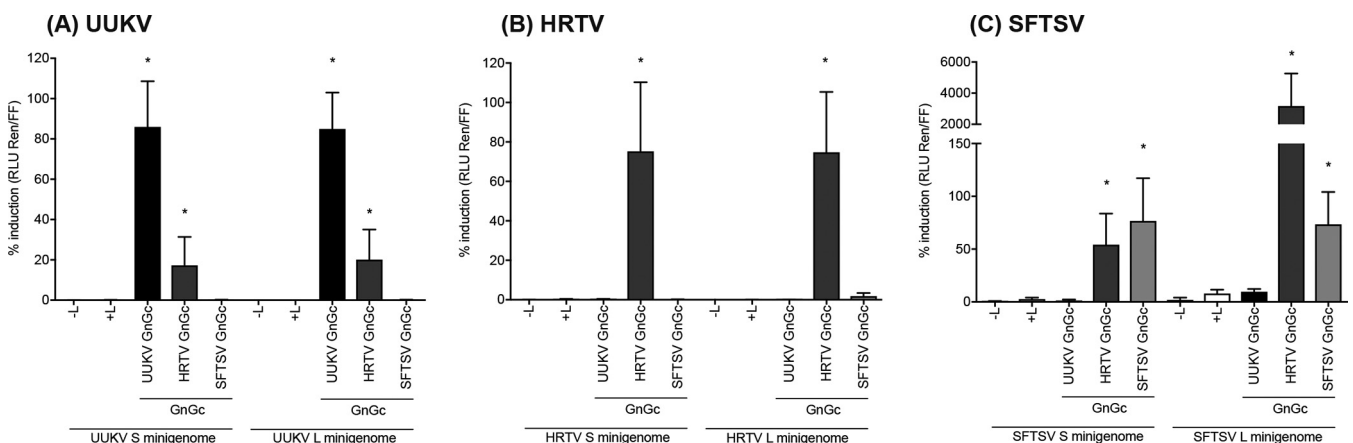 (A) UUKV
% induction (RLU Ren/FF)
120
100
80
60
40
20
0
* * * *
-L +L UUKV GnGc HRTV GnGc SFTSV GnGc -L +L UUKV GnGc HRTV GnGc SFTSV GnGc
GnGc GnGc
UUKV S minigenome UUKV L minigenome
(B) HRTV
% induction (RLU Ren/FF)
120
100
80
60
40
20
0
* *
-L +L UUKV GnGc HRTV GnGc SFTSV GnGc -L +L UUKV GnGc HRTV GnGc SFTSV GnGc
GnGc GnGc
HRTV S minigenome HRTV L minigenome
(C) SFTSV
% induction (RLU Ren/FF)
6000
4000
2000
150
100
50
0
* * * *
-L +L UUKV GnGc HRTV GnGc SFTSV GnGc -L +L UUKV GnGc HRTV GnGc SFTSV GnGc
GnGc GnGc
SFTSV S minigenome SFTSV L minigenome